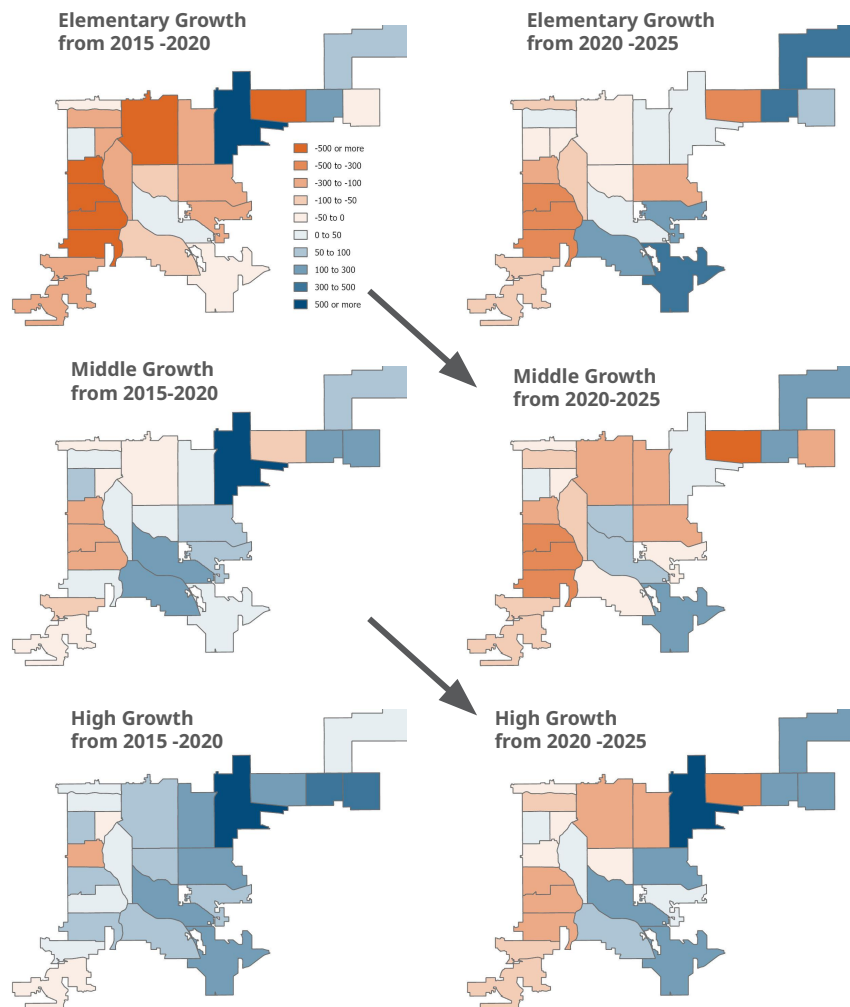 Elementary Growth
from 2015 -2020
Elementary Growth
from 2020 -2025
-500 or more
-500 to -300
-300 to -100
-100 to -50
-50 to 0
0 to 50
50 to 100
100 to 300
300 to 500
500 or more
Middle Growth
from 2015-2020
Middle Growth
from 2020-2025
High Growth
from 2015 -2020
High Growth
from 2020 -2025